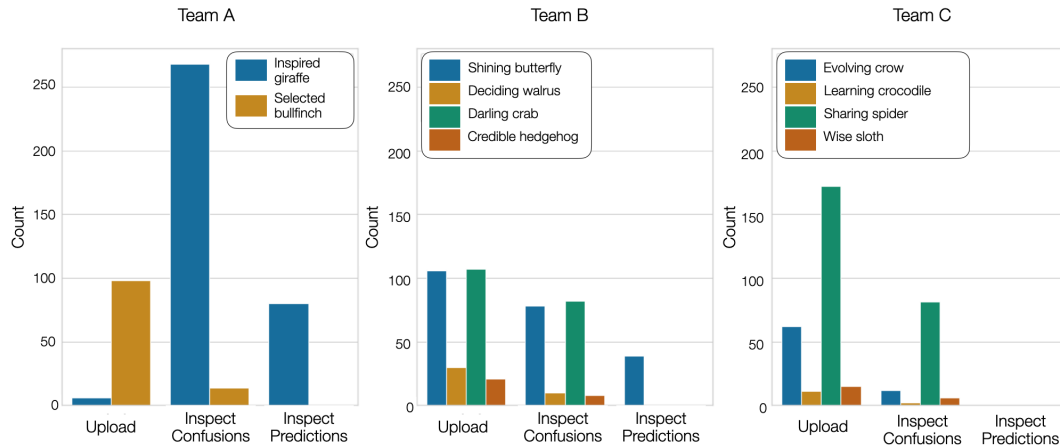 Team A
Team B
Team C
Count
250
200
150
100
50
0
Inspired
giraffe
Selected
bullfinch
Upload
Inspect
Confusions
Inspect
Predictions
Count
250
200
150
100
50
0
Shining butterfly
Deciding walrus
Darling crab
Credible hedgehog
Upload
Inspect
Confusions
Inspect
Predictions
Count
250
200
150
100
50
0
Evolving crow
Learning crocodile
Sharing spider
Wise sloth
Upload
Inspect
Confusions
Inspect
Predictions